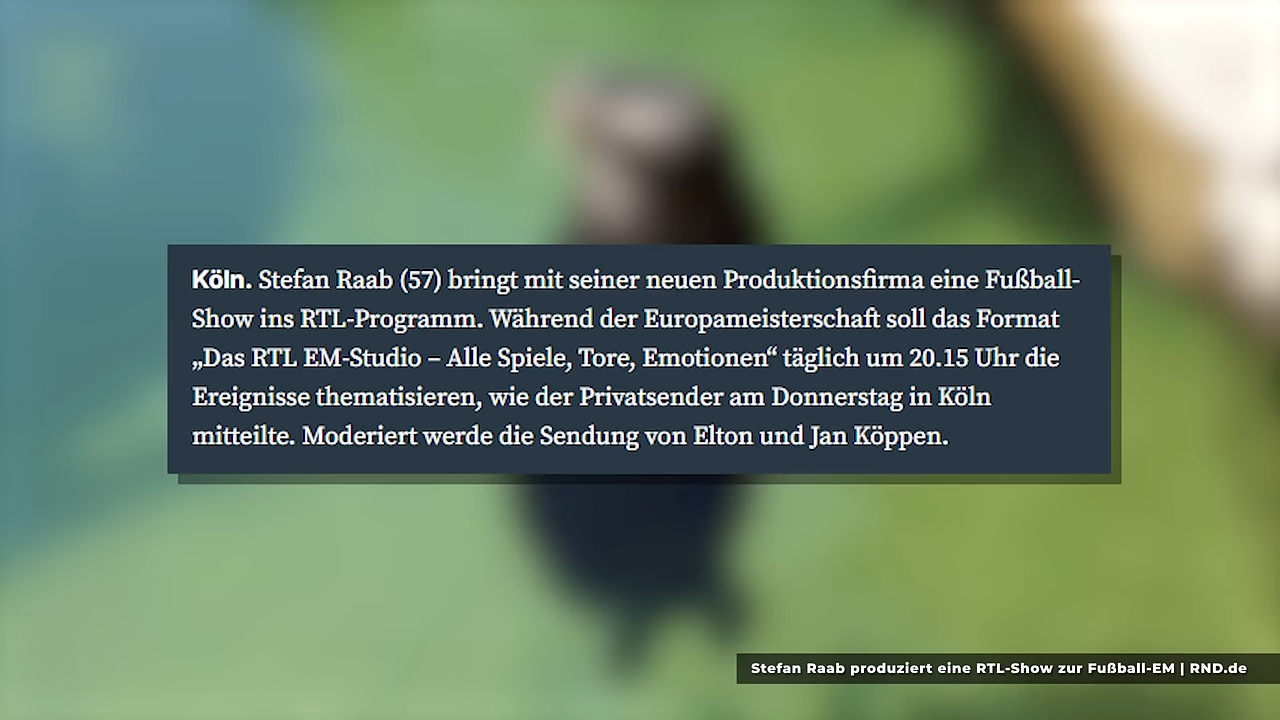 Köln. Stefan Raab (57) bringt mit seiner neuen Produktionsfirma eine Fußball-
Show ins RTL-Programm. Während der Europameisterschaft soll das Format
„Das RTL EM-Studio – Alle Spiele, Tore, Emotionen“ täglich um 20.15 Uhr die
Ereignisse thematisieren, wie der Privatsender am Donnerstag in Köln
mitteilte. Moderiert werde die Sendung von Elton und Jan Köppen.
Stefan Raab produziert eine RTL-Show zur Fußball-EM | RND.de